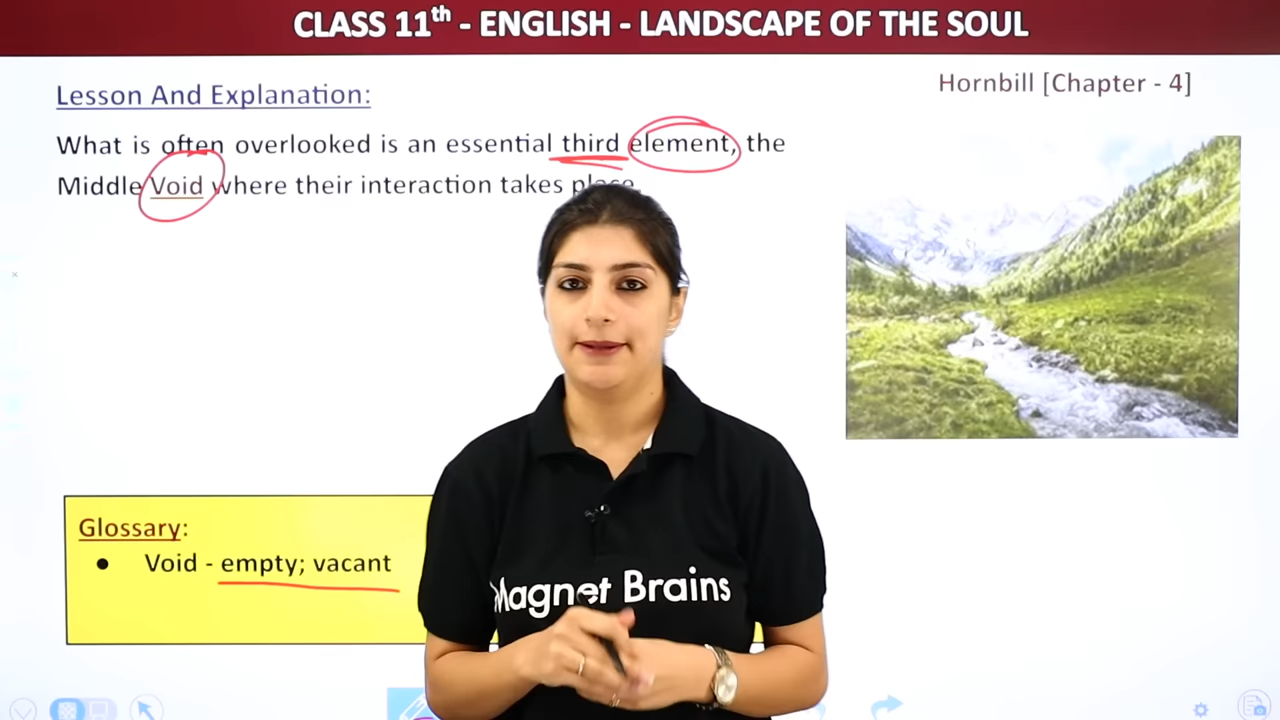 CLASS 11th - ENGLISH - LANDSCAPE OF THE SOUL
Hornbill [Chapter - 4]
Lesson And Explanation:
What is often overlooked is an essential third element, the
Middle Void where their interaction takes place.
Glossary:
● Void - empty; vacant
Magnet Brains